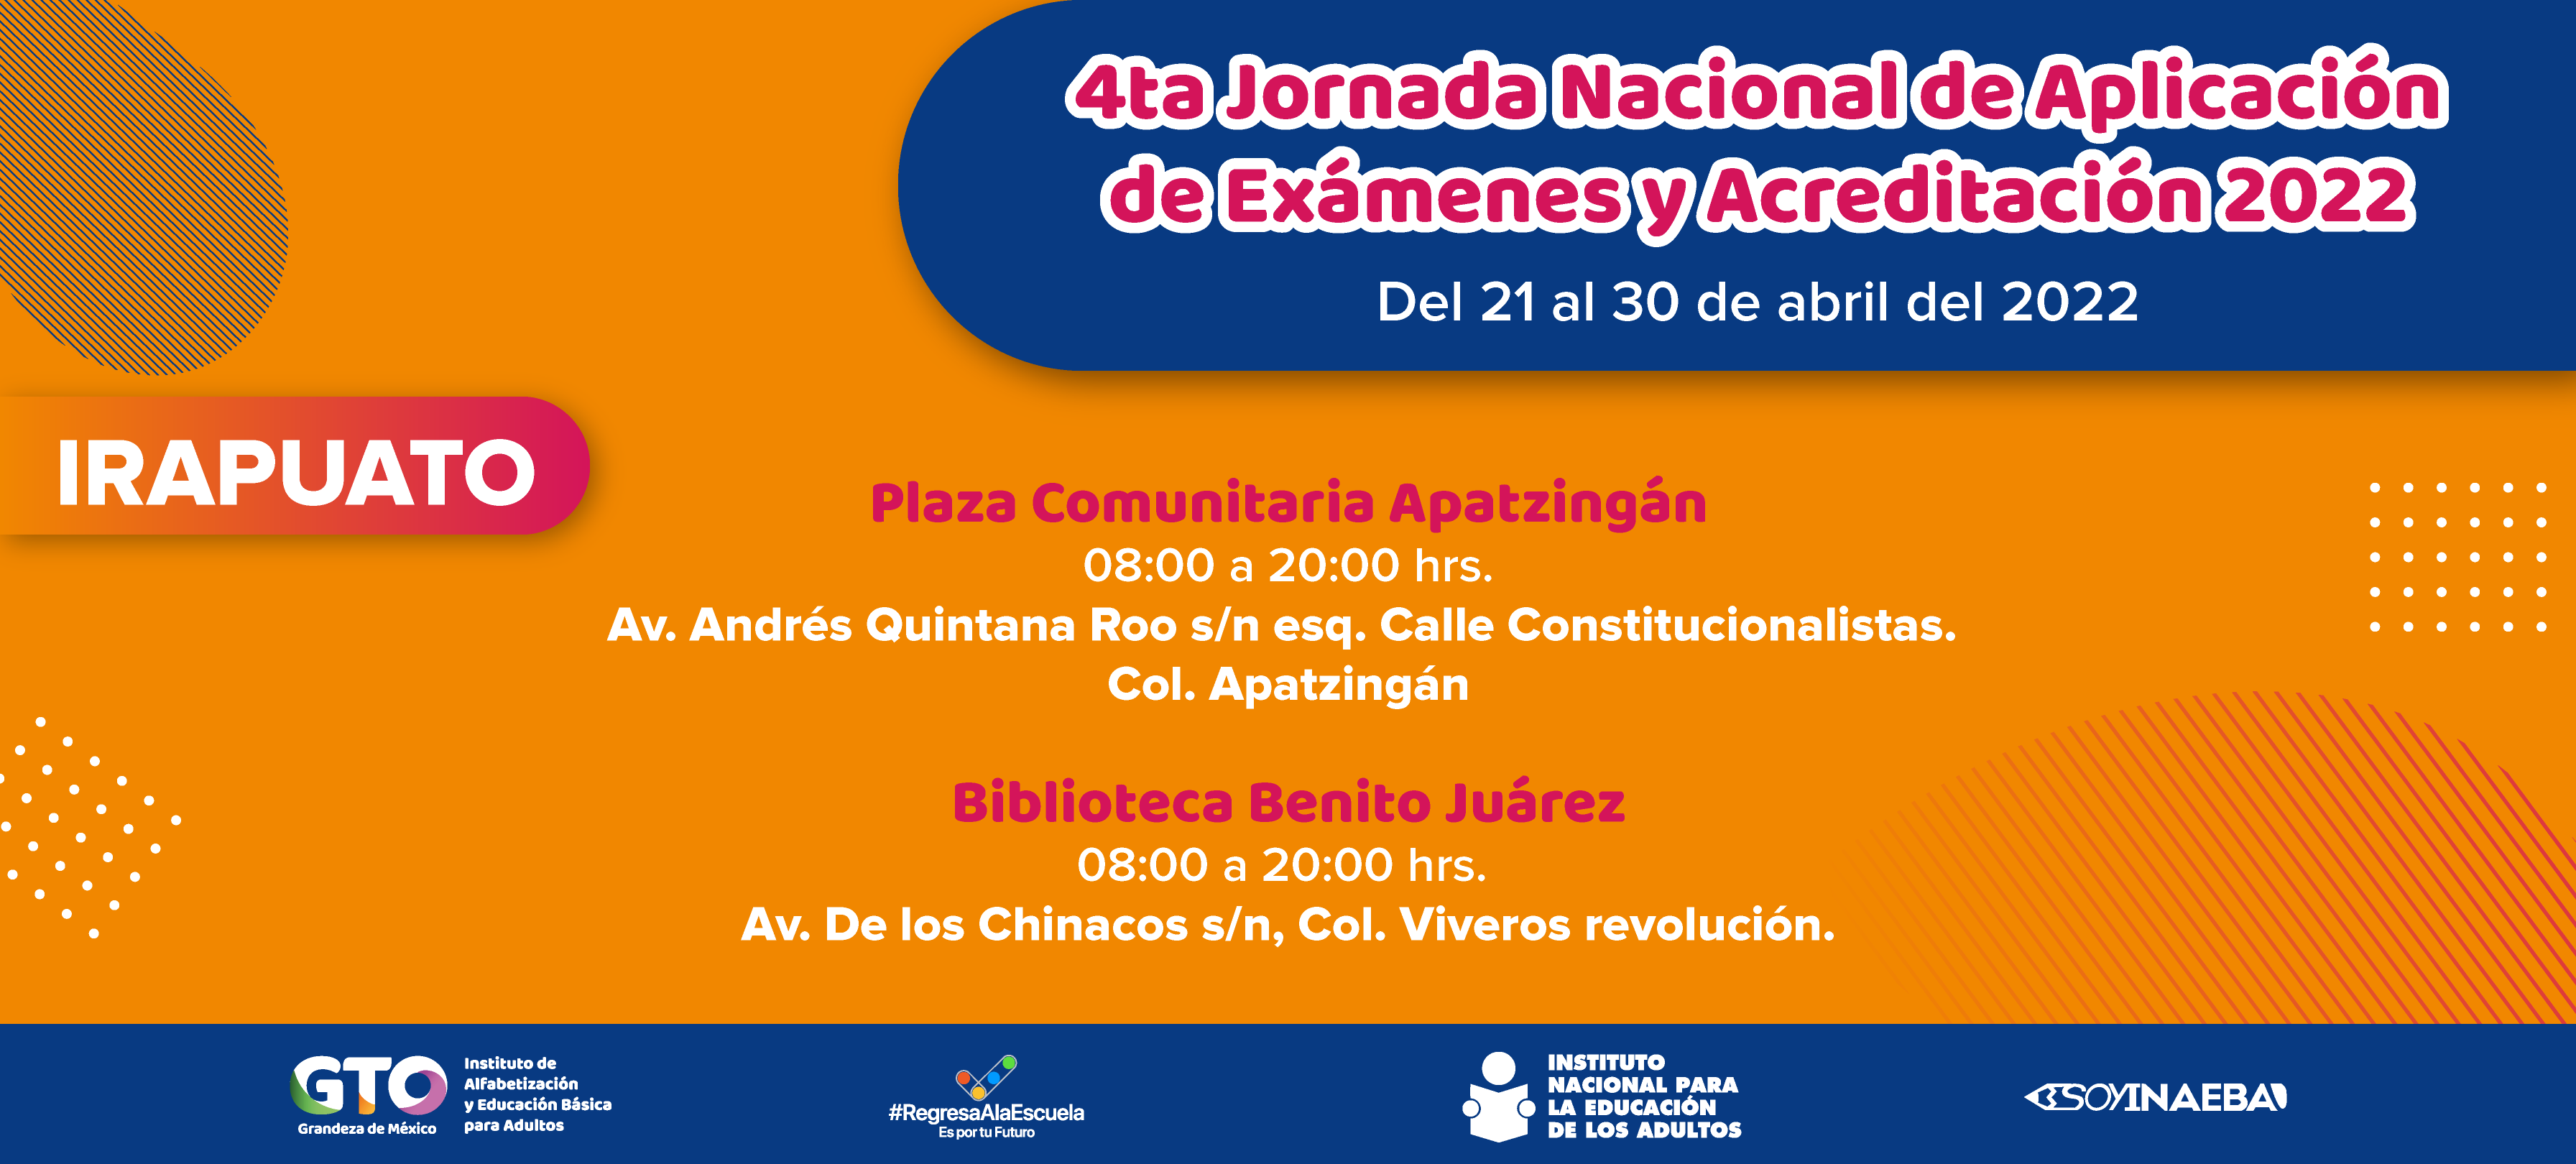 4ta Jornada Nacional de Aplicación
de Exámenes y Acreditación 2022
Del 21 al 30 de abril del 2022
IRAPUATO
Plaza Comunitaria Apatzingán
08:00 a 20:00 hrs.
Av. Andrés Quintana Roo s/n esq. Calle Constitucionalistas.
Col. Apatzingán
Biblioteca Benito Juárez
08:00 a 20:00 hrs.
Av. De los Chinacos s/n, Col. Viveros revolución.
GTO
Grandeza de México
Instituto de
Alfabetización
y Educación Básica
para Adultos
#RegresaAlaEscuela
Es por tu Futuro
INSTITUTO
NACIONAL PARA
LA EDUCACIÓN
DE LOS ADULTOS
SOYINAEBA